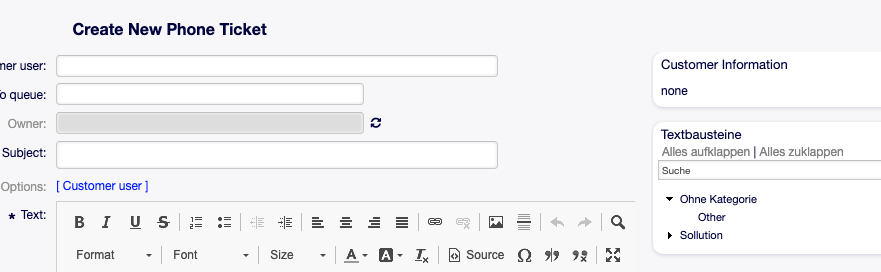 Create New Phone Ticket
mer user:
o queue:
Owner:
Subject:
Options: [ Customer user ]
* Text:
Format Font Size Source
Customer Information
none
Textbausteine
Alles aufklappen | Alles zuklappen
Suche
Ohne Kategorie
Other
Sollution